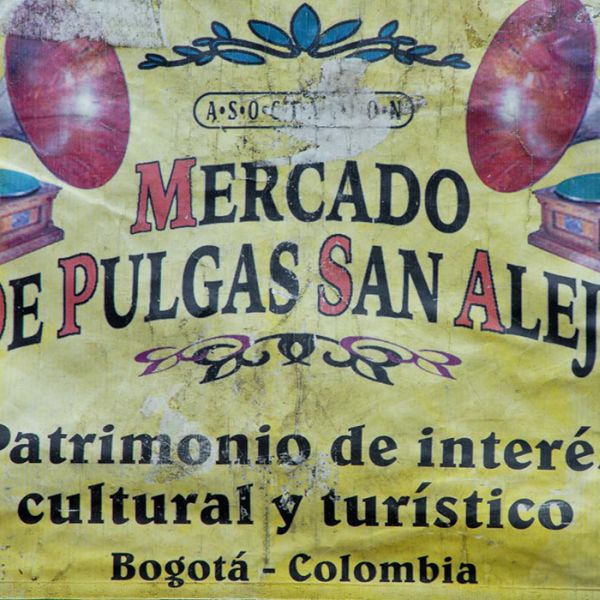 A·S·O·C·I·A·C·I·O·N
MERCADO
DE PULGAS SAN ALEJ
Patrimonio de interé
cultural y turístico
Bogotá - Colombia